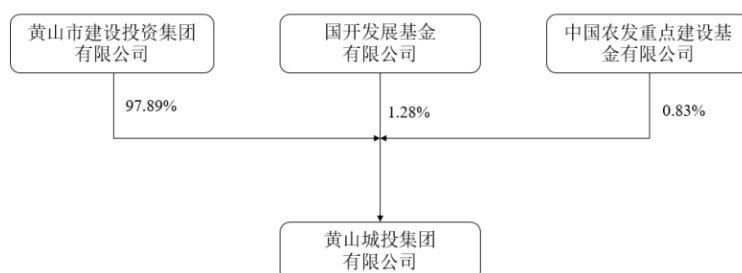 黄山市建设投资集团
有限公司
国开发展基金
有限公司
中国农发重点建设基
金有限公司
97.89%
1.28%
0.83%
黄山城投集团
有限公司